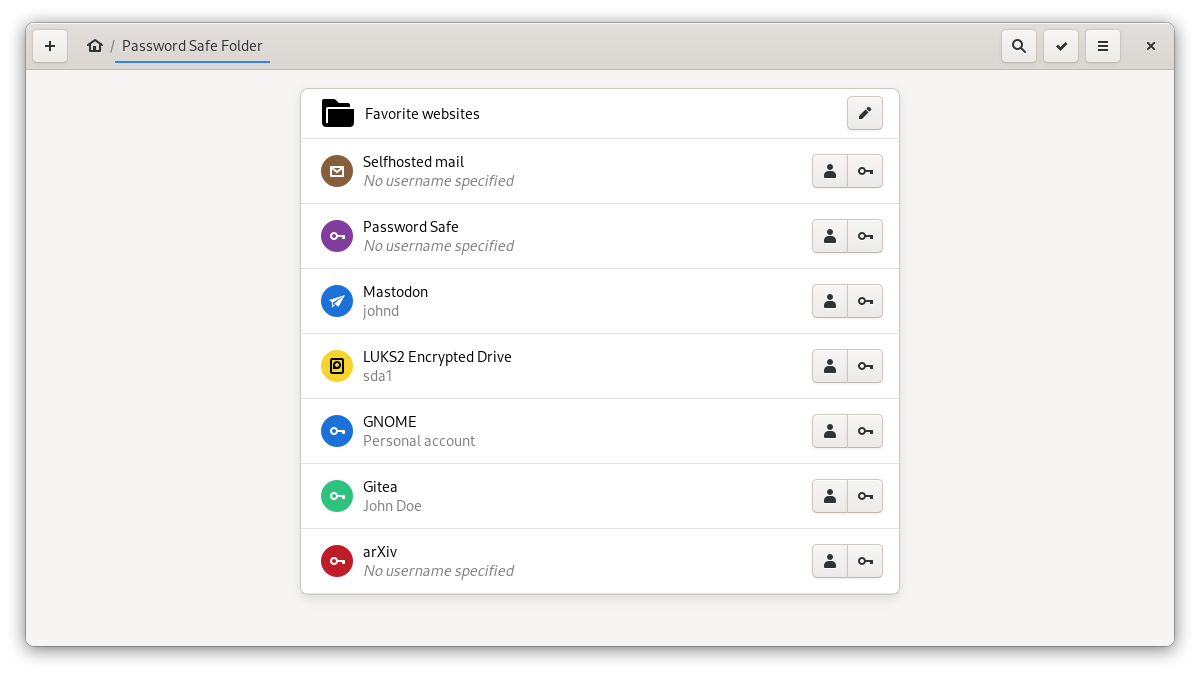 / Password Safe Folder
Favorite websites
Selfhosted mail
No username specified
Password Safe
No username specified
Mastodon
johnd
LUKS2 Encrypted Drive
sda1
GNOME
Personal account
Gitea
John Doe
arXiv
No username specified